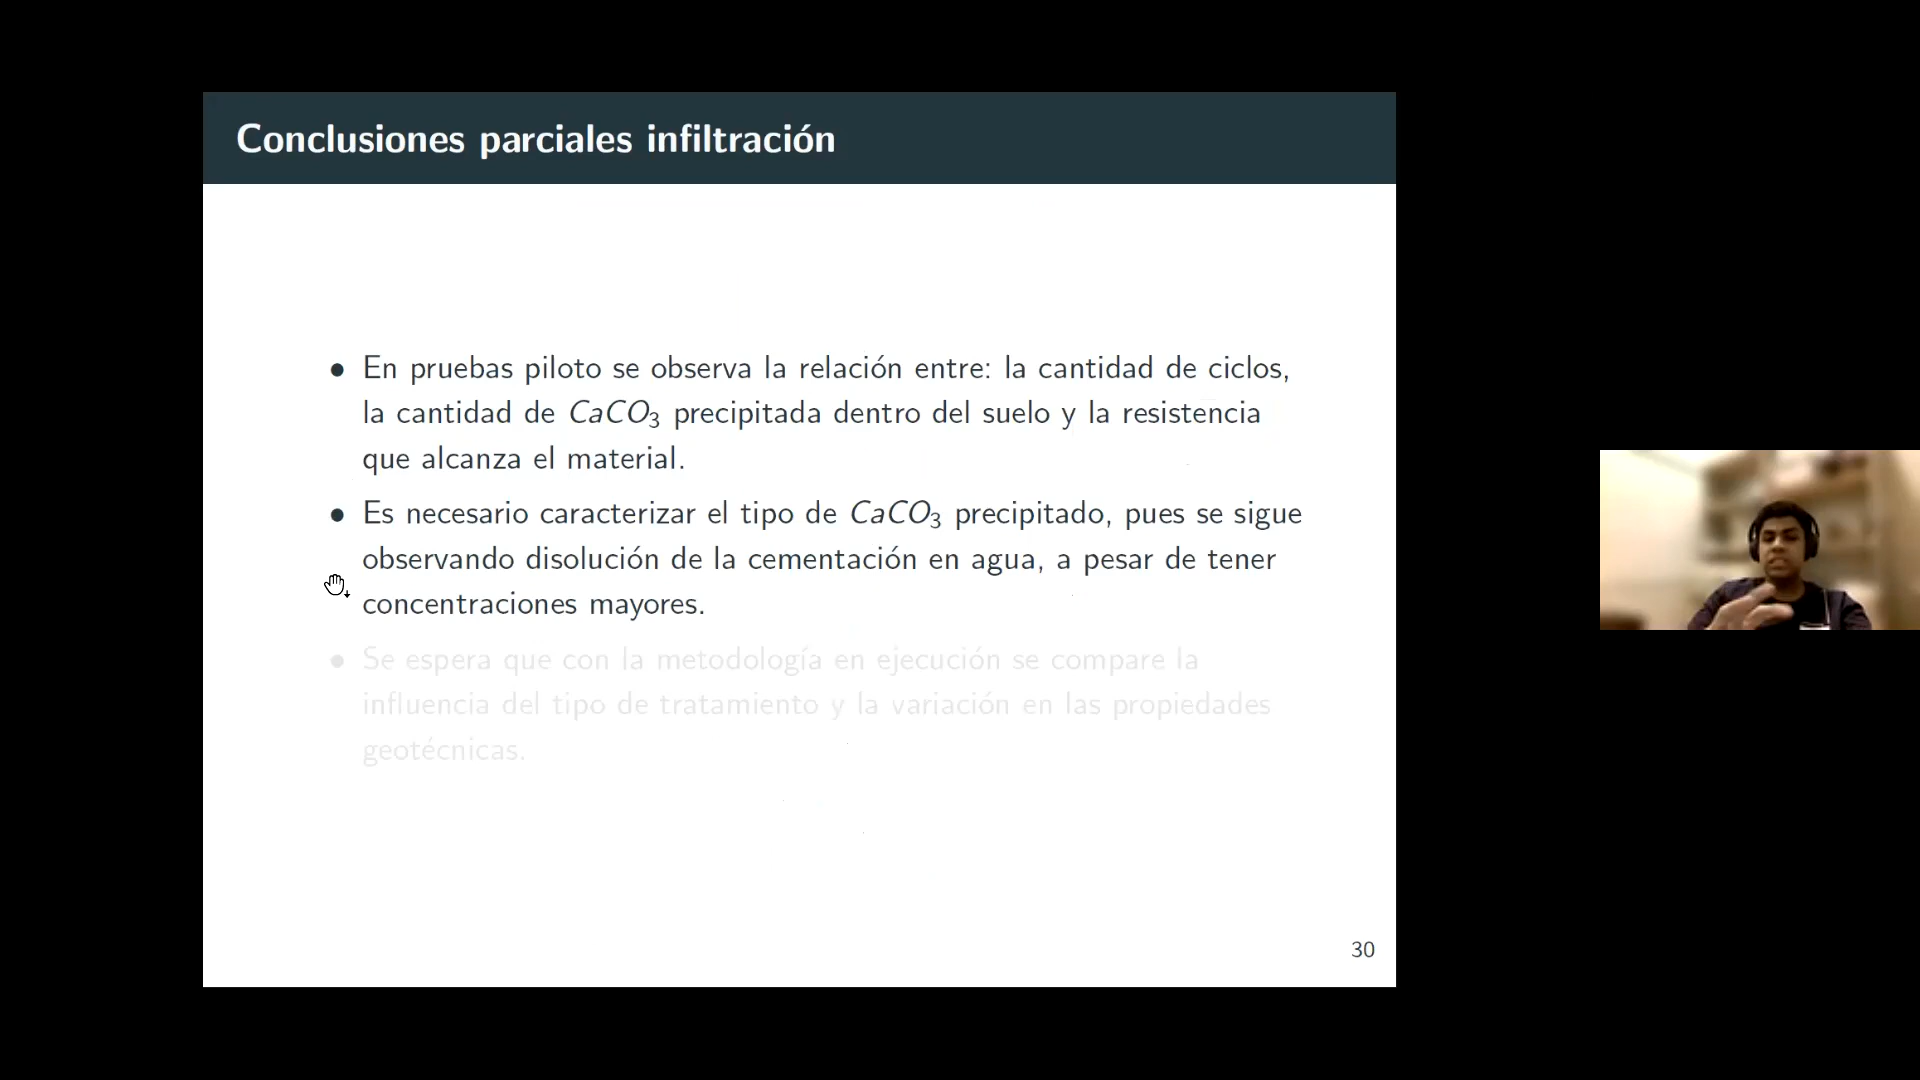 Conclusiones parciales infiltración
• En pruebas piloto se observa la relación entre: la cantidad de ciclos,
la cantidad de CaCO₃ precipitada dentro del suelo y la resistencia
que alcanza el material.
• Es necesario caracterizar el tipo de CaCO₃ precipitado, pues se sigue
observando disolución de la cementación en agua, a pesar de tener
concentraciones mayores.
• Se espera que con la metodología en ejecución se compare la
influencia del tipo de tratamiento y la variación en las propiedades
geotécnicas.
30